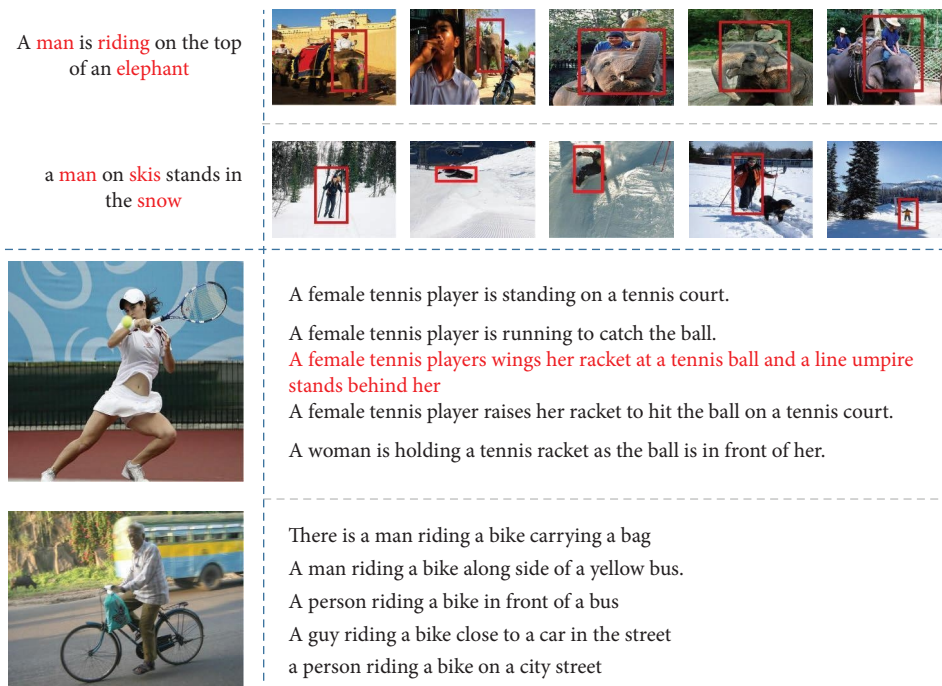 A man is riding on the top
of an elephant
a man on skis stands in
the snow
A female tennis player is standing on a tennis court.
A female tennis player is running to catch the ball.
A female tennis players wings her racket at a tennis ball and a line umpire
stands behind her
A female tennis player raises her racket to hit the ball on a tennis court.
A woman is holding a tennis racket as the ball is in front of her.
There is a man riding a bike carrying a bag
A man riding a bike along side of a yellow bus.
A person riding a bike in front of a bus
A guy riding a bike close to a car in the street
a person riding a bike on a city street